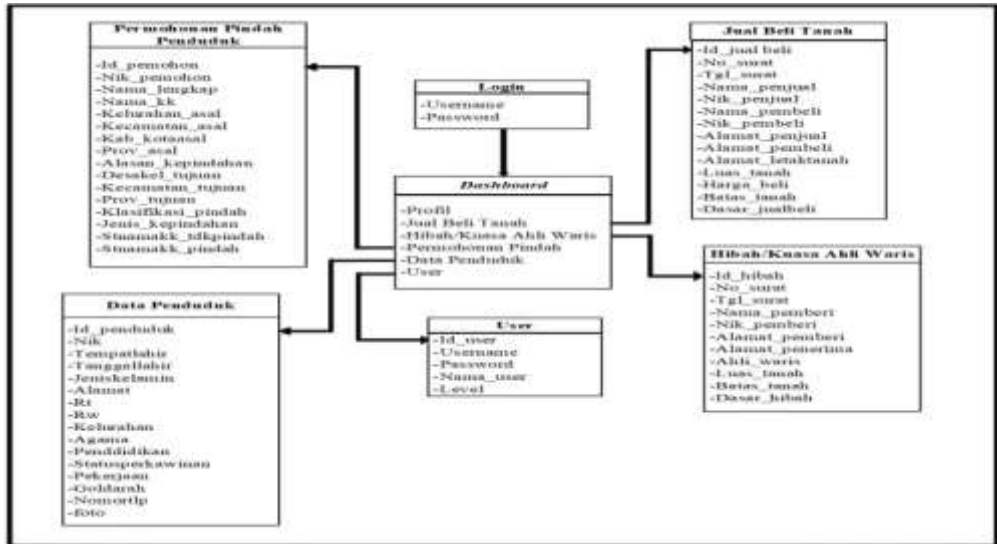 Permohonan Pindah
Penduduk
-Id_pemohon
-Nik_pemohon
-Nama_lengkap
-Nama_kk
-Kelurahan_asal
-Kecamatan_asal
-Kab_kotaasal
-Prov_asal
-Alasan_kepindahan
-Desakel_tujuan
-Kecamatan_tujuan
-Prov_tujuan
-Klasifikasi_pindah
-Jenis_kepindahan
-Stnamakk_tdkpindah
-Stnamakk_pindah
Login
-Username
-Password
Jual Beli Tanah
-Id_jual beli
-No_surat
-Tgl_surat
-Nama_penjual
-Nik_penjual
-Nama_pembeli
-Nik_pembeli
-Alamat_penjual
-Alamat_pembeli
-Alamat_letaktanah
-Luas_tanah
-Harga_beli
-Batas_tanah
-Dasar_jualbeli
Dashboard
-Profil
-Jual Beli Tanah
-Hibah/Kuasa Ahli Waris
-Permohonan Pindah
-Data Penduduk
-User
Hibah/Kuasa Ahli Waris
-Id_hibah
-No_surat
-Tgl_surat
-Nama_pemberi
-Nik_pemberi
-Alamat_pemberi
-Alamat_penerima
-Ahli_waris
-Luas_tanah
-Batas_tanah
-Dasar_hibah
Data Penduduk
-Id_penduduk
-Nik
-Tempatlahir
-Tanggallahir
-Jeniskelamin
-Alamat
-Rt
-Rw
-Kelurahan
-Agama
-Penddidikan
-Statusperkawinan
-Pekerjaan
-Goldarah
-Nomortlp
-foto
User
-Id_user
-Username
-Password
-Nama_user
-Level